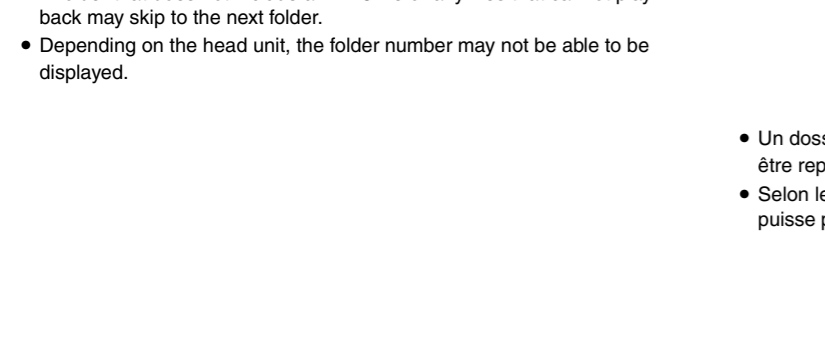 back may skip to the next folder.
● Depending on the head unit, the folder number may not be able to be
displayed.
● Un doss
être rep
● Selon le
puisse p